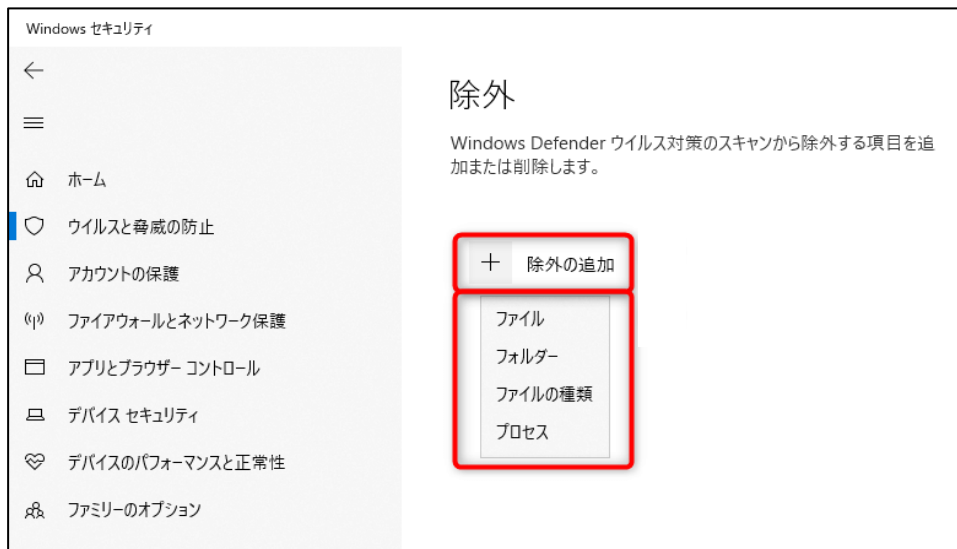 Windows セキュリティ
ホーム
ウイルスと脅威の防止
アカウントの保護
ファイアウォールとネットワーク保護
アプリとブラウザー コントロール
デバイス セキュリティ
デバイスのパフォーマンスと正常性
ファミリーのオプション
除外
Windows Defender ウイルス対策のスキャンから除外する項目を追
加または削除します。
除外の追加
ファイル
フォルダー
ファイルの種類
プロセス